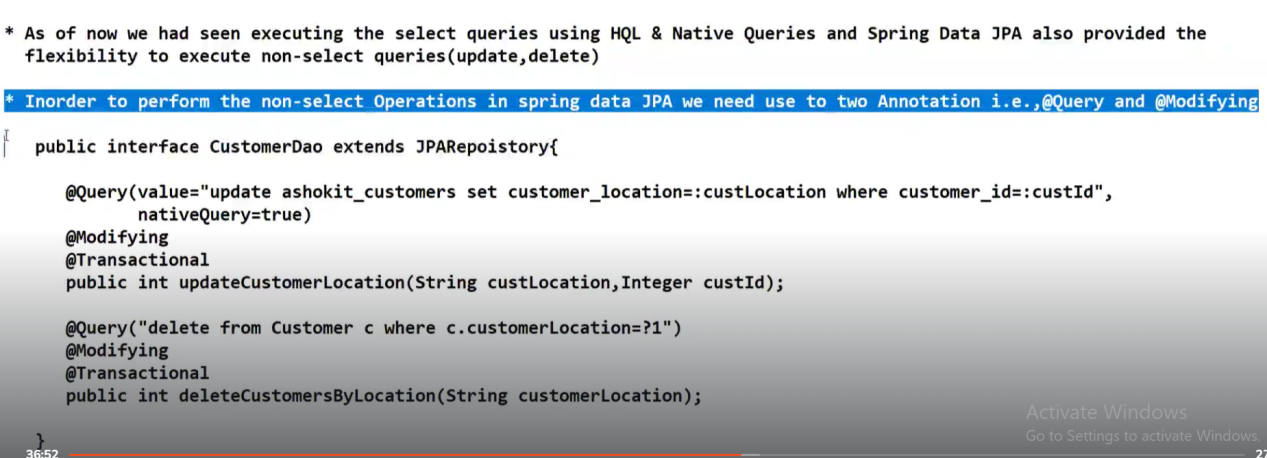 * As of now we had seen executing the select queries using HQL & Native Queries and Spring Data JPA also provided the
flexibility to execute non-select queries(update,delete)
* Inorder to perform the non-select Operations in spring data JPA we need use to two Annotation i.e.,@Query and @Modifying
public interface CustomerDao extends JPARepoistory{
@Query(value="update ashokit_customers set customer_location=:custLocation where customer_id=:custId",
nativeQuery=true)
@Modifying
@Transactional
public int updateCustomerLocation(String custLocation,Integer custId);
@Query("delete from Customer c where c.customerLocation=?1")
@Modifying
@Transactional
public int deleteCustomersByLocation(String customerLocation);
}
Activate Windows
Go to Settings to activate Windows.
36:52